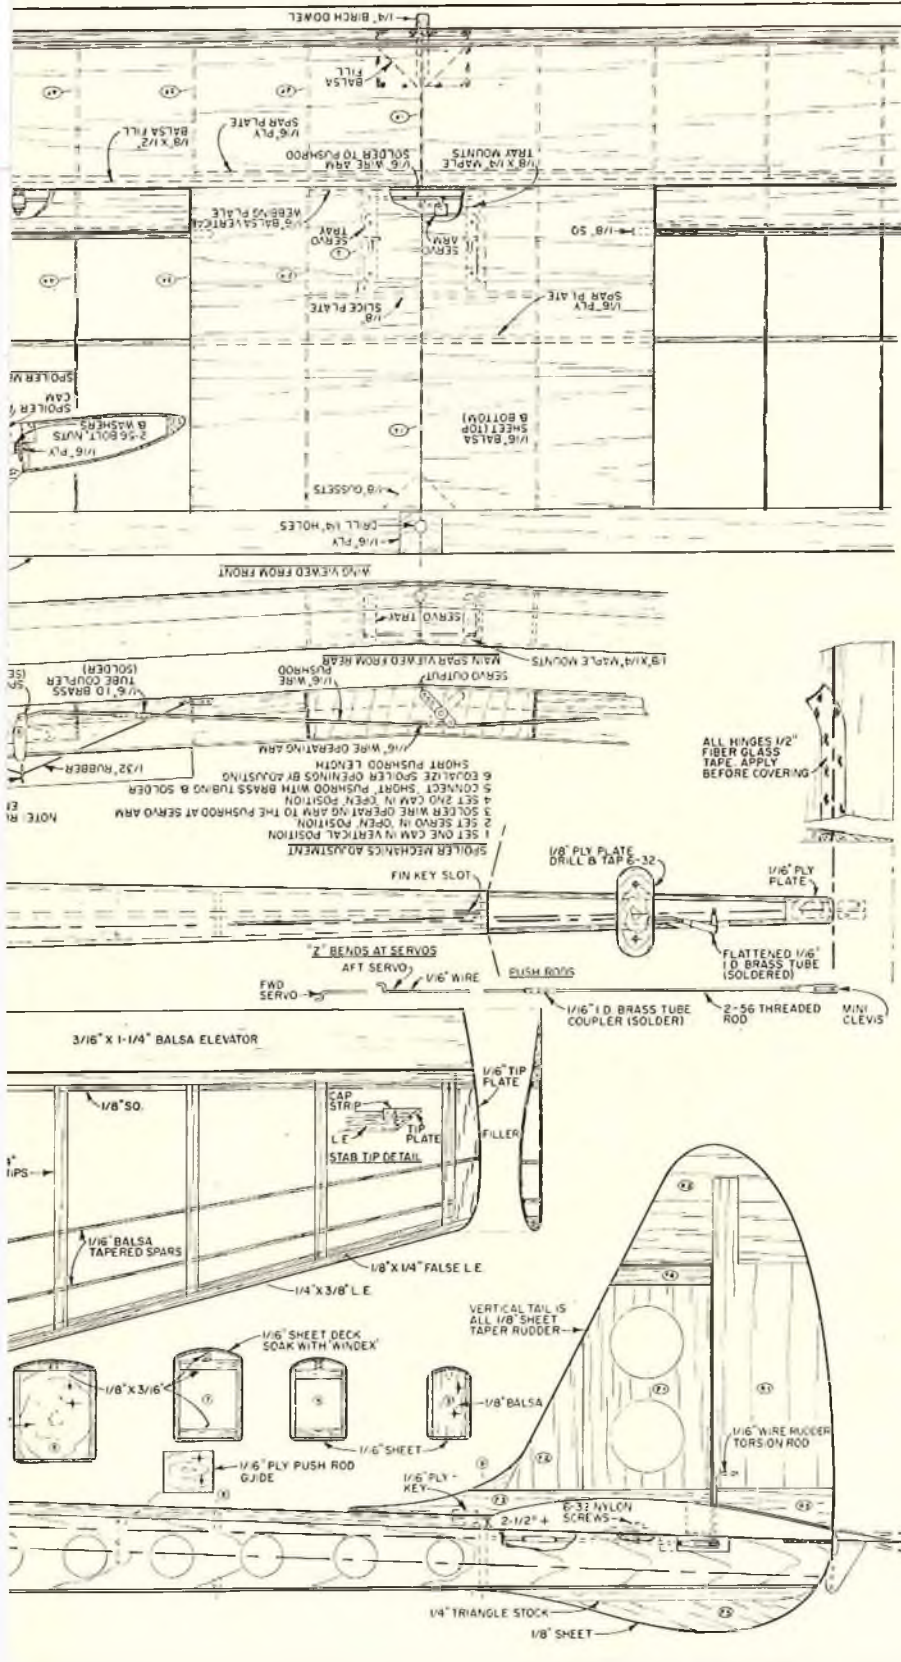 1/4" BIRCH DOWEL
BALSA
FILL
1/8" X 1/2"
BALSA FILL
1/16" PLY
SPAR PLATE
1/16 WIRE ARM
SOLDER TO PUSHROD
1/8" X 1/4 MAPLE
TRAY MOUNTS
1/16 BALSA VERTICAL
WEBBING PLALE
SERVO
TRAY
SERVO
ARM
1/8" SQ
1/8"
SLICE PLATE
1/16" PLY
SPAR PLATE
SPOILER
CAM
2-56 BOLT, NUTS
& WASHERS
1/16" PLY
1/16" BALSA
SHEET (TOP
& BOTTOM)
1/8" GUSSETS
DRILL 1/4" HOLES
1/16" PLY
WING VIEWED FROM FRONT
SERVO TRAY
1/8 X 1/4" MAPLE MOUNTS
MAIN SPAR VIEWED FROM REAR
1/16 I D BRASS
TUBE COUPLER
(SOLDER)
1/16" WIRE
PUSHROD
SERVO OUTPUT
1/16" WIRE OPERATING ARM
1/32" RUBBER
SPOILER MECHANICS ADJUSTMENT
1 SET ONE CAM IN VERTICAL POSITION
2 SET SERVO IN 'OPEN' POSITION
3 SOLDER WIRE OPERATING ARM TO THE PUSHROD AT SERVO ARM
4 SET 2ND CAM IN 'OPEN' POSITION
5 CONNECT 'SHORT' PUSHROD WITH BRASS TUBING & SOLDER
6 EQUALIZE SPOILER OPENINGS BY ADJUSTING
SHORT PUSHROD LENGTH
NOTE:
ALL HINGES 1/2"
FIBER GLASS
TAPE. APPLY
BEFORE COVERING
FIN KEY SLOT
1/8" PLY PLATE
DRILL & TAP 6-32
1/16" PLY
PLATE
FLATTENED 1/16"
I.D BRASS TUBE
(SOLDERED)
"Z" BENDS AT SERVOS
AFT SERVO
1/16" WIRE
FWD
SERVO
PUSH RODS
1/16" I.D. BRASS TUBE
COUPLER (SOLDER)
2-56 THREADED
ROD
MINI
CLEVIS
3/16" X 1-1/4" BALSA ELEVATOR
1/16" TIP
PLATE
1/8" SQ.
CAP
STRIP
L.E
TIP
PLATE
STAB TIP DETAIL
FILLER
1/16" BALSA
TAPERED SPARS
1/8" X 1/4" FALSE L.E.
1/4" X 3/8" L.E.
VERTICAL TAIL IS
ALL 1/8" SHEET
TAPER RUDDER
1/16" SHEET DECK
SOAK WITH 'WINDEX'
1/8" X 3/16"
1/8" BALSA
1/16" SHEET
1/16" PLY PUSH ROD
GUIDE
1/16" PLY -
KEY
1/16" WIRE RUDDER
TORSION ROD
2-1/2" +
6-32 NYLON
SCREWS
1/4" TRIANGLE STOCK
1/8" SHEET